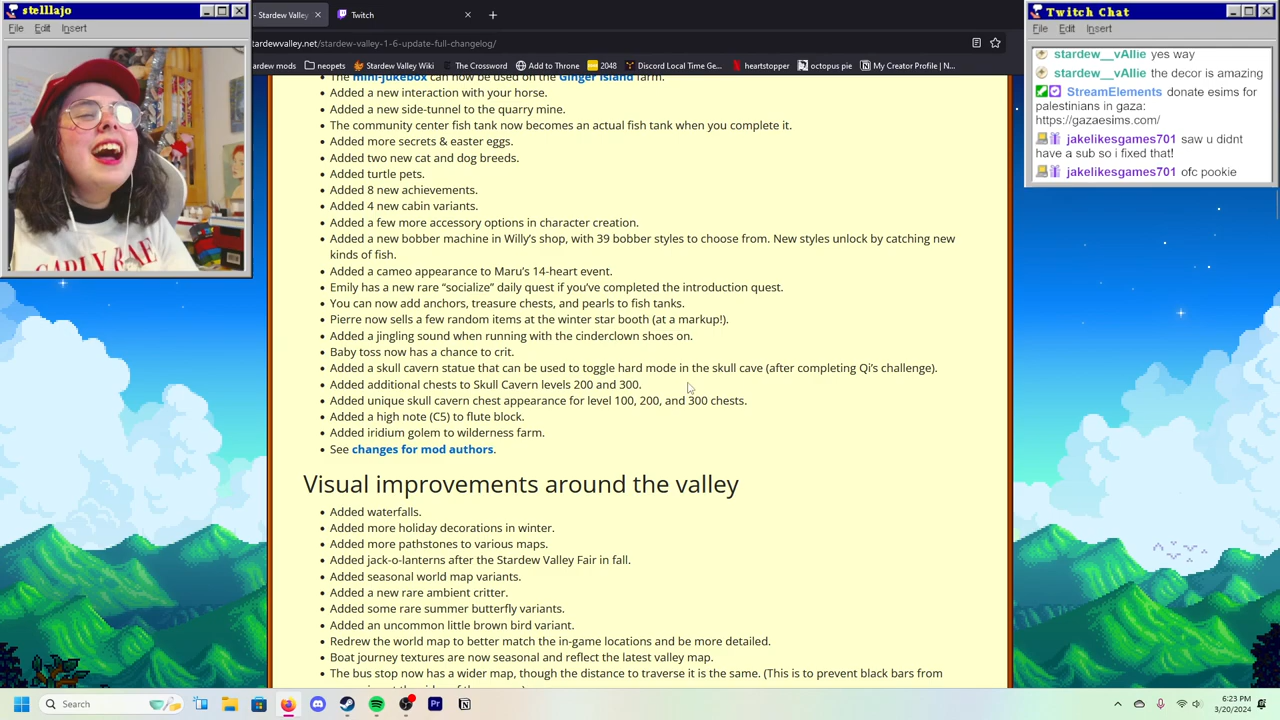 stelllajo
File Edit Insert
- Stardew Valley
Twitch
tardewvalley.net/stardew-valley-1-6-update-full-changelog/
ardew mods
nexus
Stardew Valley Wiki
The Password
Add to Throne
2048
Discord Local Time Ge...
heartstopper
octopus pie
My Creator Profile | N...
The mini-jukebox can now be used on the Ginger Island farm.
Added a new interaction with your horse.
Added a new side-tunnel to the quarry mine.
The community center fish tank now becomes an actual fish tank when you complete it.
Added more secrets & easter eggs.
Added two new cat and dog breeds.
Added turtle pets.
Added 8 new achievements.
Added 4 new cabin variants.
Added a few more accessory options in character creation.
Added a new bobber machine in Willy's shop, with 39 bobber styles to choose from. New styles unlock by catching new
kinds of fish.
Added a cameo appearance to Maru's 14-heart event.
Emily has a new rare “socialize” daily quest if you've completed the introduction quest.
You can now add anchors, treasure chests, and pearls to fish tanks.
Pierre now sells a few random items at the winter star booth (at a markup!).
Added a jingling sound when running with the cinderclown shoes on.
Baby toss now has a chance to crit.
Added a skull cavern statue that can be used to toggle hard mode in the skull cave (after completing Qi's challenge).
Added additional chests to Skull Cavern levels 200 and 300.
Added unique skull cavern chest appearance for level 100, 200, and 300 chests.
Added a high note (C5) to flute block.
Added iridium golem to wilderness farm.
See changes for mod authors.
Visual improvements around the valley
Added waterfalls.
Added more holiday decorations in winter.
Added more pathstones to various maps.
Added jack-o-lanterns after the Stardew Valley Fair in fall.
Added seasonal world map variants.
Added a new rare ambient critter.
Added some rare summer butterfly variants.
Added an uncommon little brown bird variant.
Redrew the world map to better match the in-game locations and be more detailed.
Boat journey textures are now seasonal and reflect the latest valley map.
The bus stop now has a wider map, though the distance to traverse it is the same. (This is to prevent black bars from
Twitch Chat
File Edit Insert
stardew__vAllie yes way
stardew__vAllie the decor is amazing
StreamElements donate esims for
palestinians in gaza:
https://gazaesims.com/
jakelikesgames701 saw u didnt
have a sub so i fixed that!
jakelikesgames701 ofc pookie
Search
6:23 PM
3/20/2024